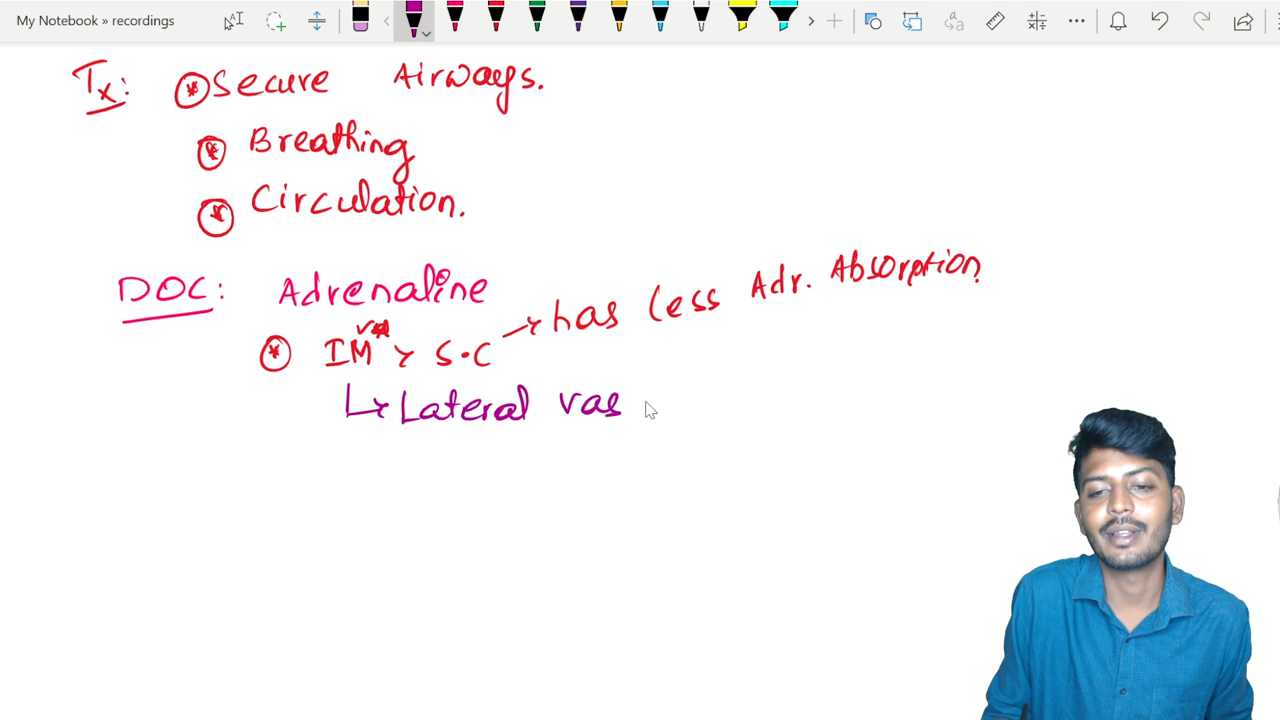 My Notebook » recordings
Tx: * Secure Airways.
* Breathing
* Circulation.
DOC: Adrenaline
* IM > S.C → has less Adr. Absorption
↳ Lateral vas